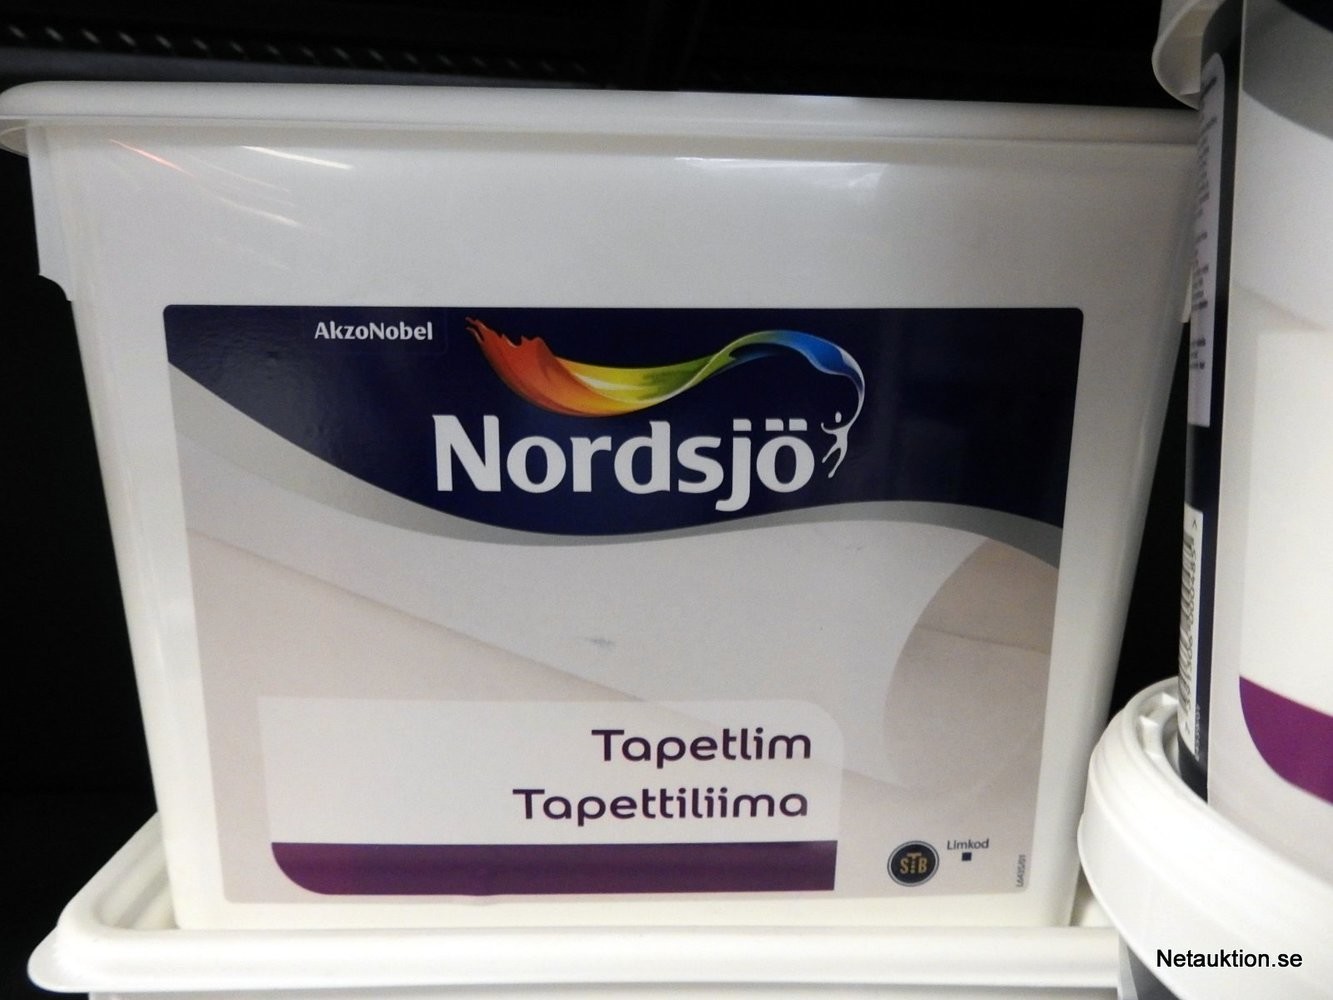 AkzoNobel
Nordsjö
Tapetlim
Tapettiliima
STB
Limkod
Netauktion.se